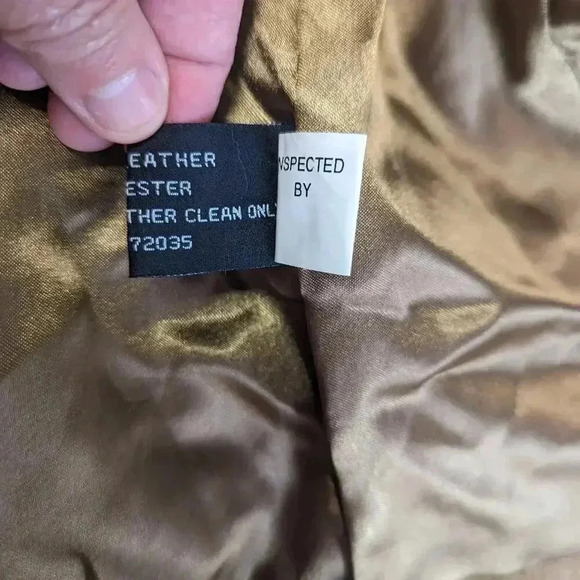 EATHER
ESTER
THER CLEAN ONLY
72035
NSPECTED
BY